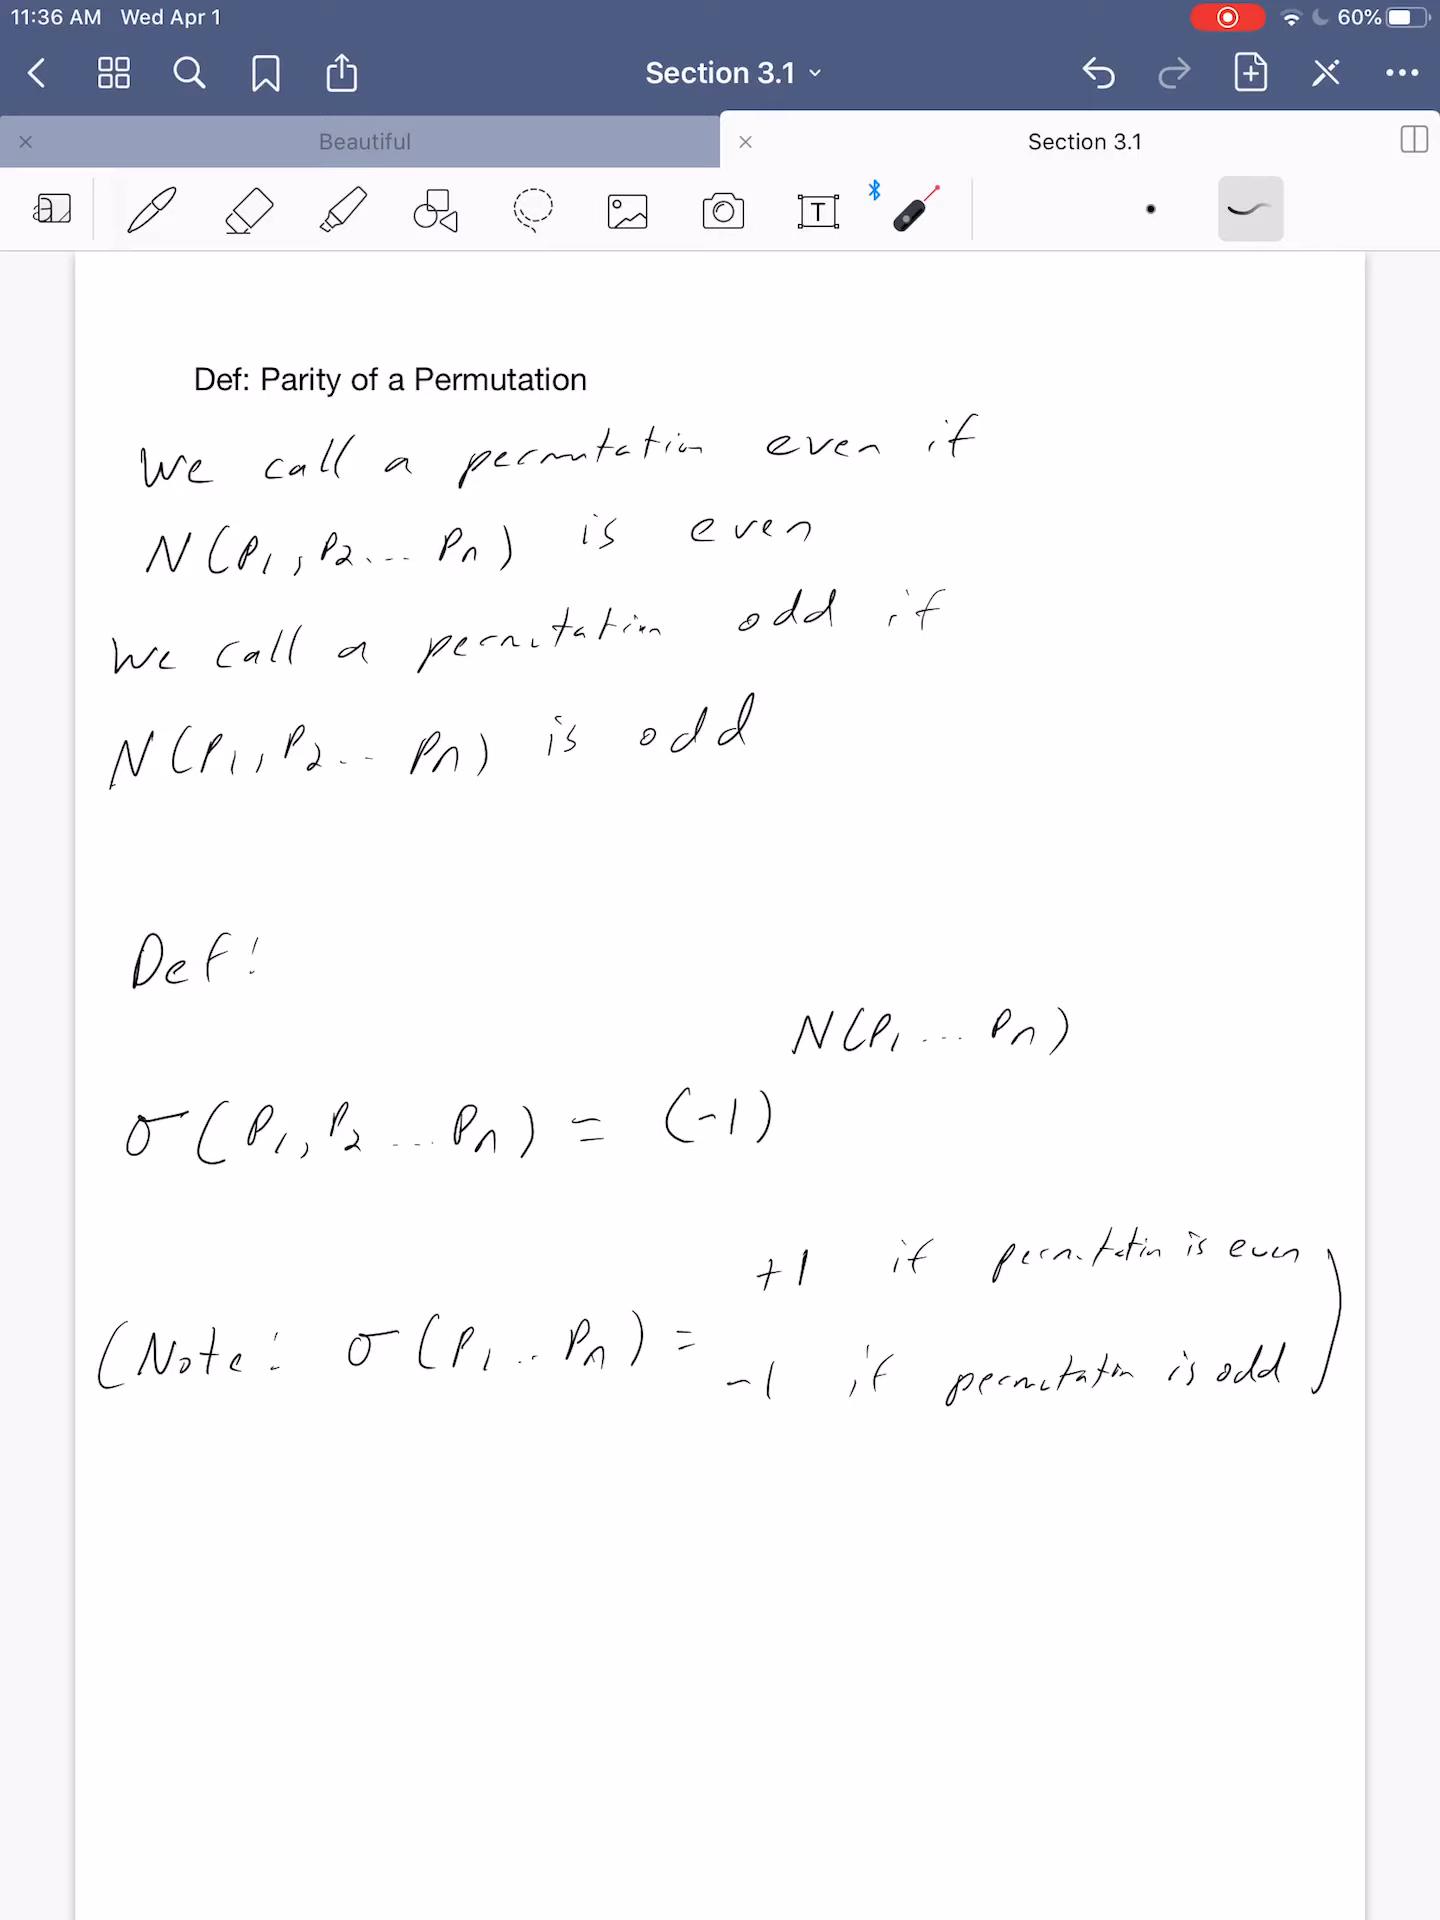 11:36 AM Wed Apr 1 60%
Section 3.1
Beautiful Section 3.1
Def: Parity of a Permutation
We call a permutation even if
N(P₁, P₂... Pₙ) is even
We call a permutation odd if
N(P₁, P₂... Pₙ) is odd
Def:
N(P₁ ... Pₙ)
σ(P₁, P₂ ... Pₙ) = (-1)
+1 if permutation is even
(Note: σ(P₁ ... Pₙ) =
-1 if permutation is odd)